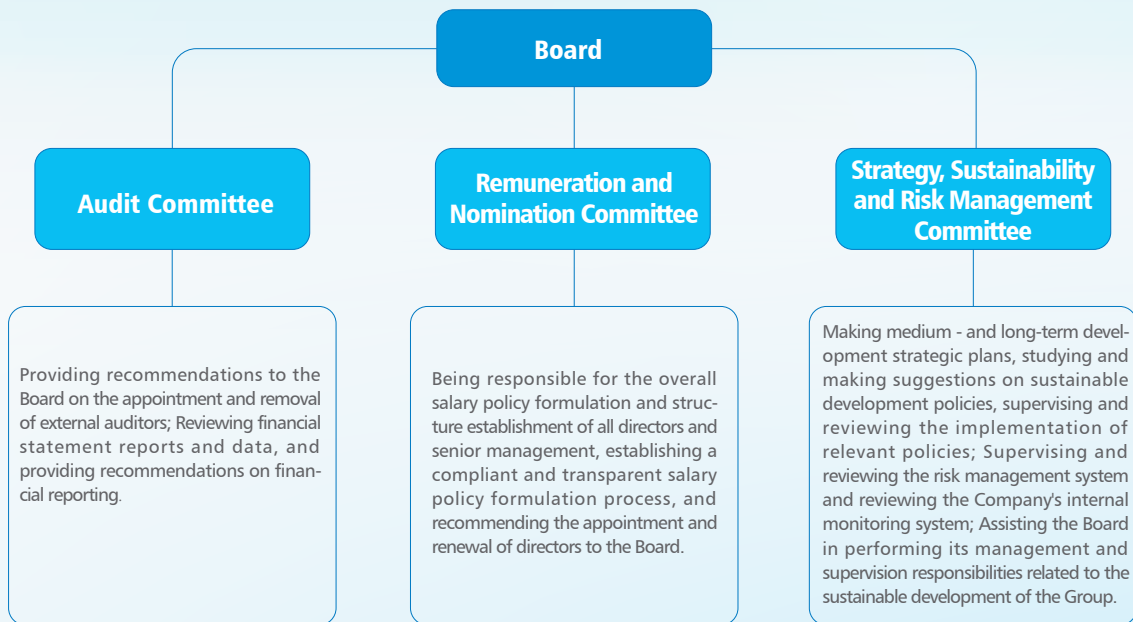 Board
Audit Committee
Remuneration and
Nomination Committee
Strategy, Sustainability
and Risk Management
Committee
Providing recommendations to the
Board on the appointment and removal
of external auditors; Reviewing financial
statement reports and data, and
providing recommendations on finan-
cial reporting.
Being responsible for the overall
salary policy formulation and struc-
ture establishment of all directors and
senior management, establishing a
compliant and transparent salary
policy formulation process, and
recommending the appointment and
renewal of directors to the Board.
Making medium - and long-term devel-
opment strategic plans, studying and
making suggestions on sustainable
development policies, supervising and
reviewing the implementation of
relevant policies; Supervising and
reviewing the risk management system
and reviewing the Company's internal
monitoring system; Assisting the Board
in performing its management and
supervision responsibilities related to the
sustainable development of the Group.